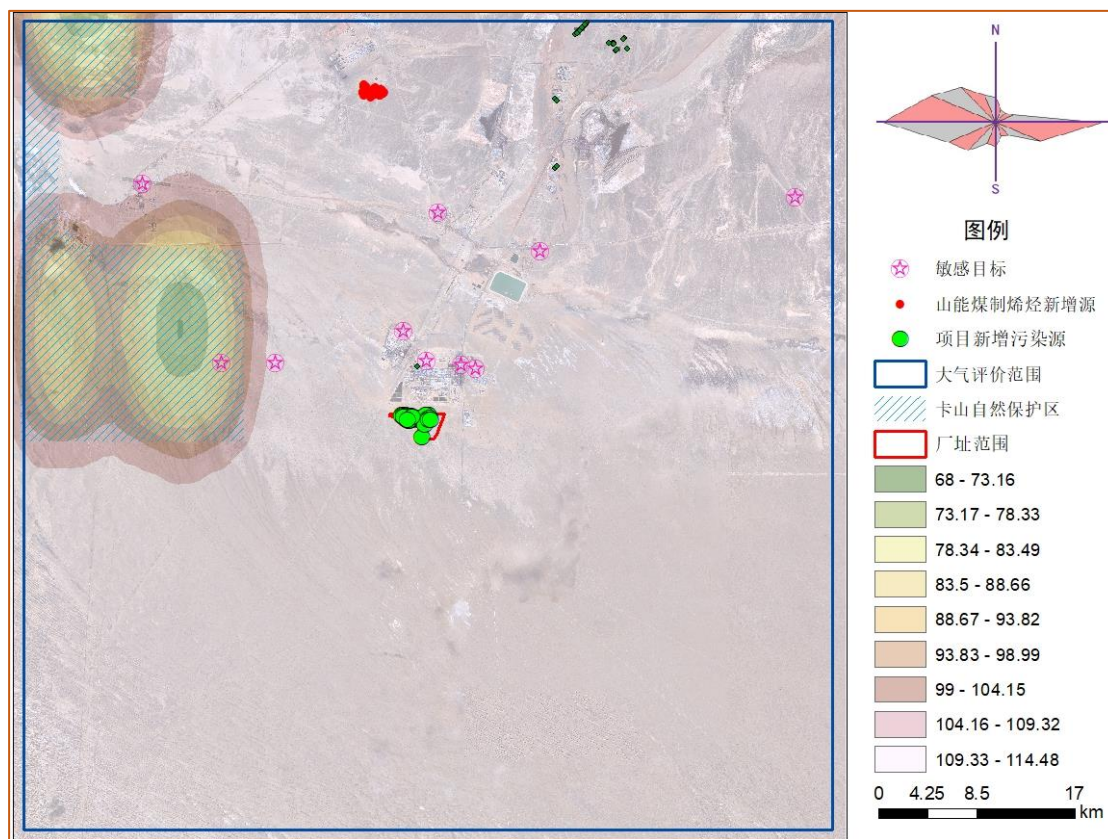 N
S
图例
敏感目标
山能煤制烯烃新增源
项目新增污染源
大气评价范围
卡山自然保护区
厂址范围
68 - 73.16
73.17 - 78.33
78.34 - 83.49
83.5 - 88.66
88.67 - 93.82
93.83 - 98.99
99 - 104.15
104.16 - 109.32
109.33 - 114.48
0 4.25 8.5 17
km